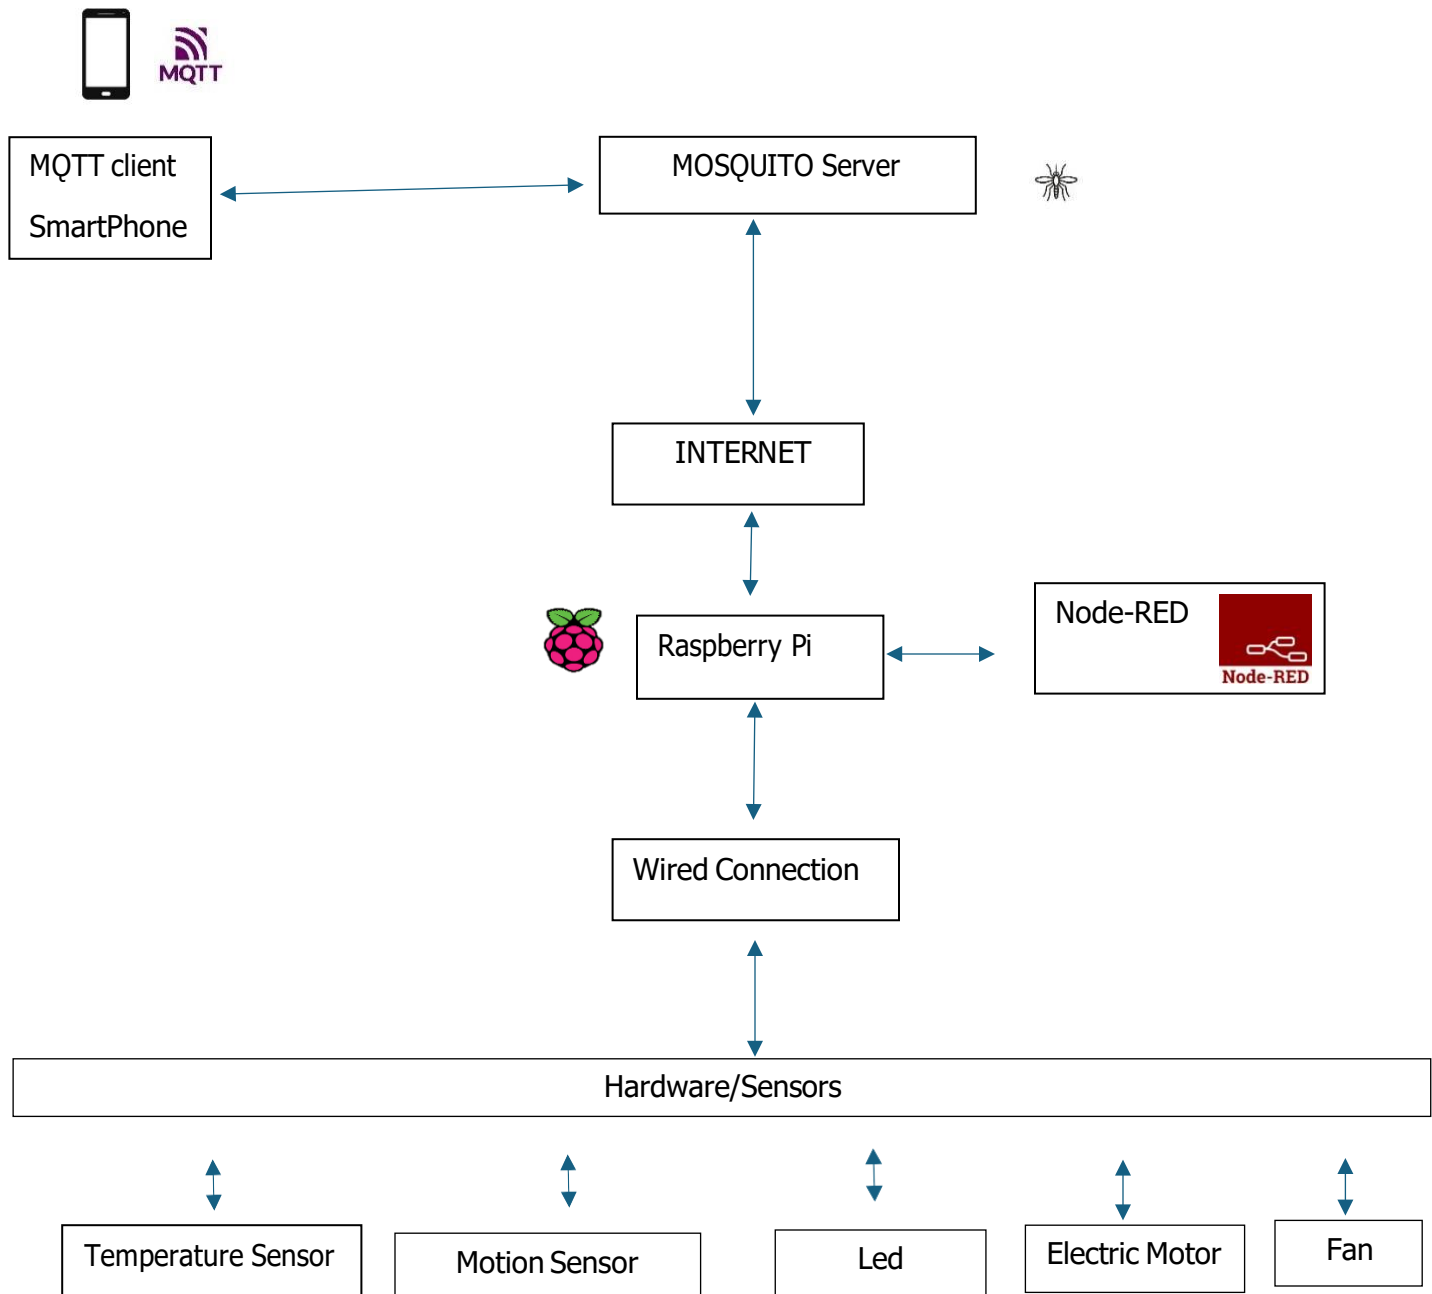 MQTT
MQTT client
SmartPhone
MOSQUITO Server
INTERNET
Raspberry Pi
Node-RED
Node-RED
Wired Connection
Hardware/Sensors
Temperature Sensor
Motion Sensor
Led
Electric Motor
Fan